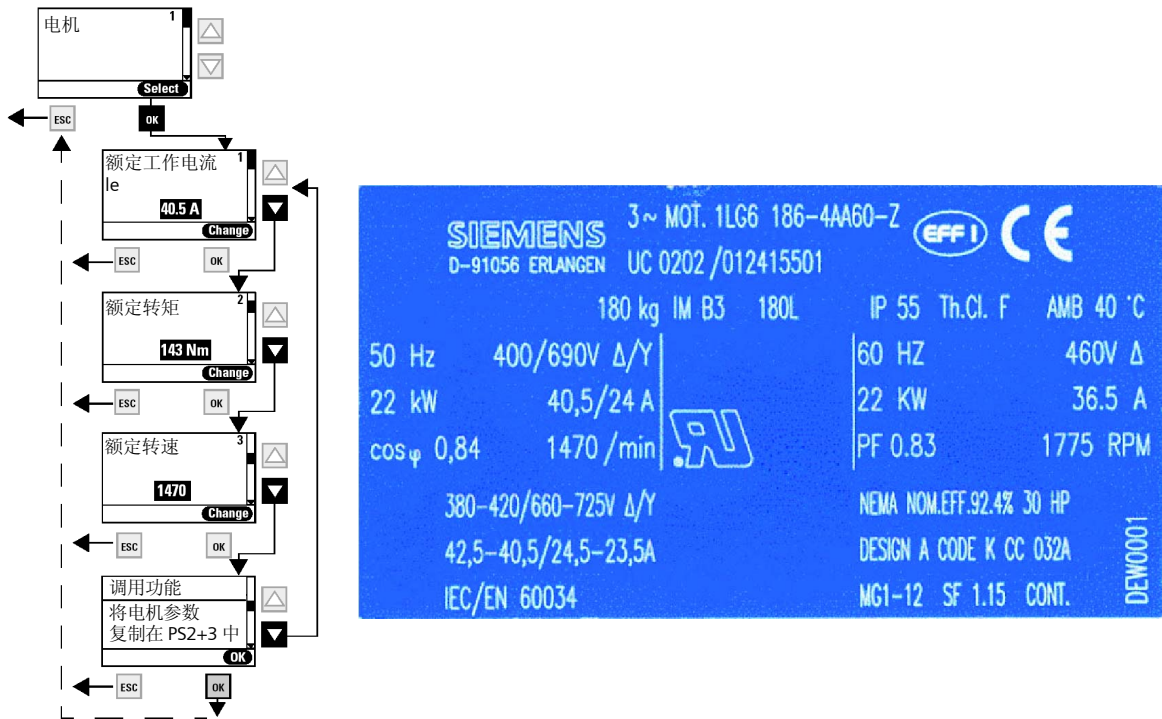 电机
1
Select
ESC
OK
额定工作电流
1
Ie
40.5 A
Change
ESC
OK
额定转矩
2
143 Nm
Change
ESC
OK
额定转速
3
1470
Change
ESC
OK
调用功能
将电机参数
复制在 PS2+3 中
OK
ESC
OK
SIEMENS
D-91056 ERLANGEN
3~ MOT. 1LG6 186-4AA60-Z
UC 0202 /012415501
EFF 1
CE
180 kg IM B3 180L IP 55 Th.Cl. F AMB 40 °C
50 Hz 400/690V Δ/Y
22 kW 40,5/24 A
cosφ 0,84 1470 /min
60 HZ 460V Δ
22 KW 36.5 A
PF 0.83 1775 RPM
380-420/660-725V Δ/Y
42,5-40,5/24,5-23,5A
IEC/EN 60034
NEMA NOM.EFF.92.4% 30 HP
DESIGN A CODE K CC 032A
MG1-12 SF 1.15 CONT.
DEW0001